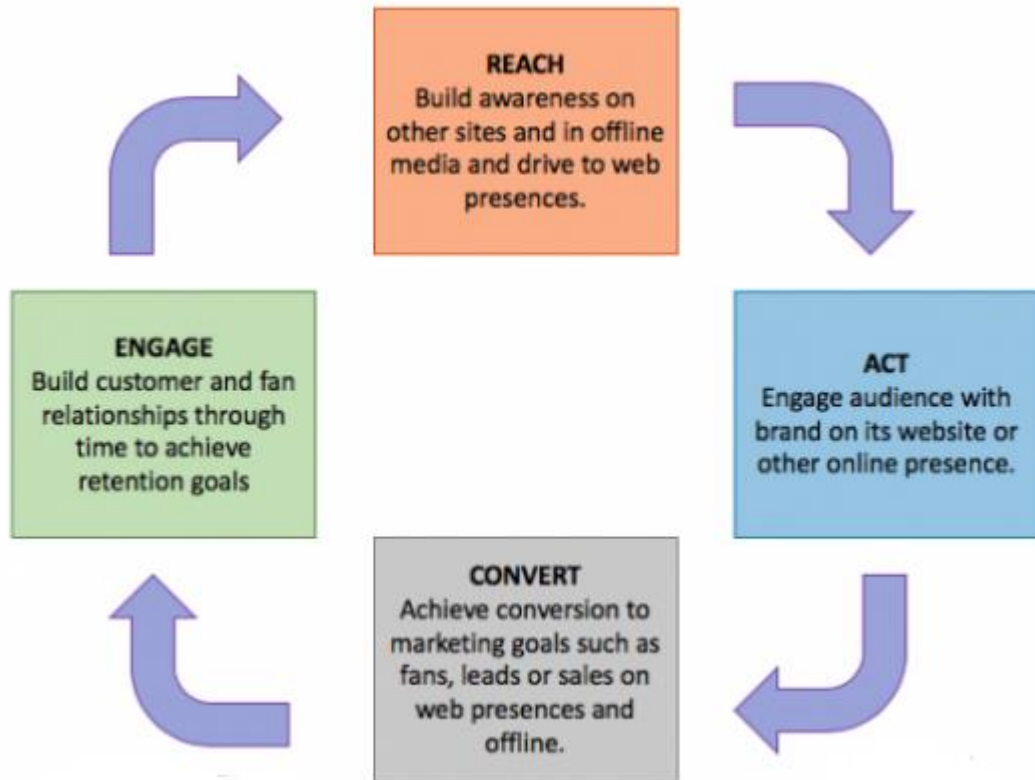 REACH
Build awareness on
other sites and in offline
media and drive to web
presences.
ENGAGE
Build customer and fan
relationships through
time to achieve
retention goals
ACT
Engage audience with
brand on its website or
other online presence.
CONVERT
Achieve conversion to
marketing goals such as
fans, leads or sales on
web presences and
offline.